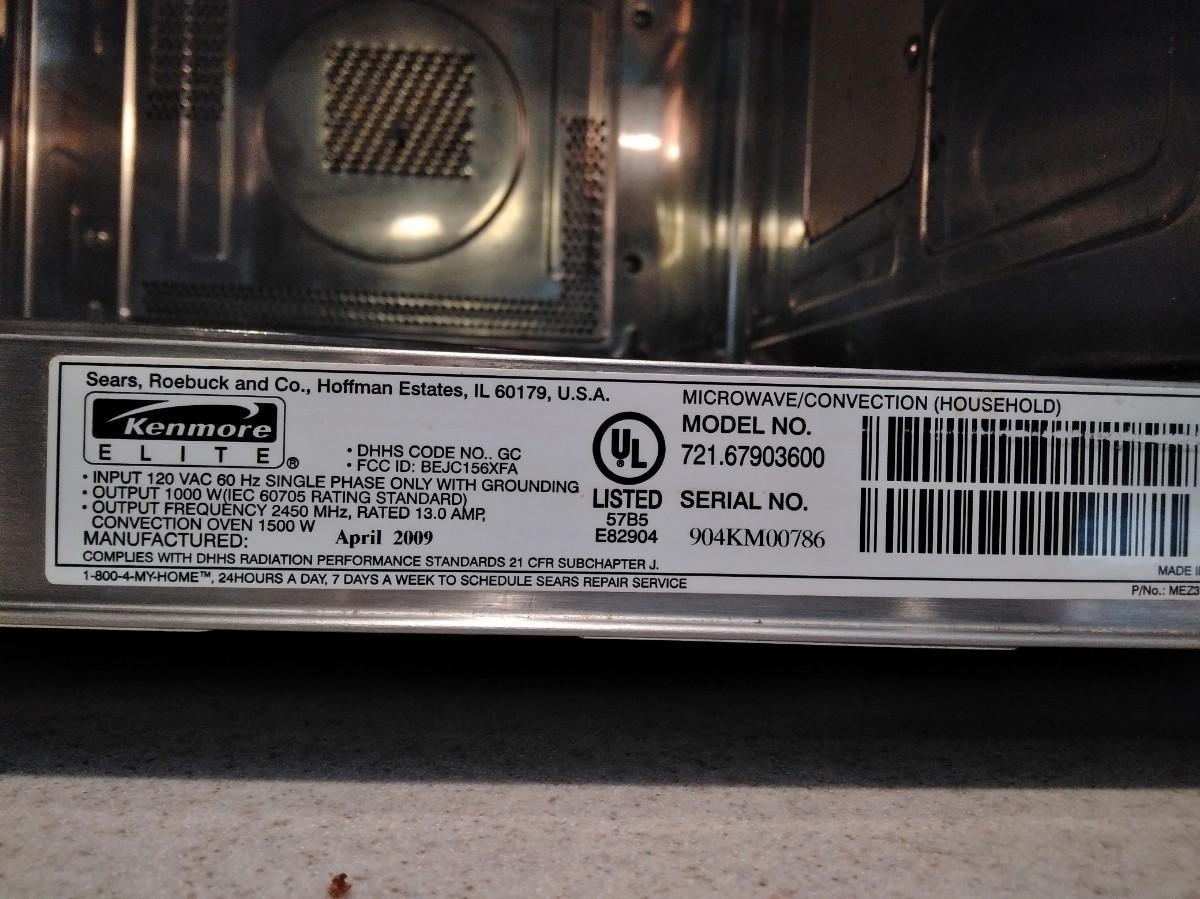 Sears, Roebuck and Co., Hoffman Estates, IL 60179, U.S.A.
Kenmore
ELITE®
• DHHS CODE NO.. GC
• FCC ID: BEJC156XFA
• INPUT 120 VAC 60 Hz SINGLE PHASE ONLY WITH GROUNDING
• OUTPUT 1000 W(IEC 60705 RATING STANDARD)
• OUTPUT FREQUENCY 2450 MHz, RATED 13.0 AMP,
CONVECTION OVEN 1500 W
MANUFACTURED: April 2009
COMPLIES WITH DHHS RADIATION PERFORMANCE STANDARDS 21 CFR SUBCHAPTER J.
1-800-4-MY-HOME™, 24HOURS A DAY, 7 DAYS A WEEK TO SCHEDULE SEARS REPAIR SERVICE
UL®
LISTED
57B5
E82904
MICROWAVE/CONVECTION (HOUSEHOLD)
MODEL NO.
721.67903600
SERIAL NO.
904KM00786
MADE
P/No.: MEZ3